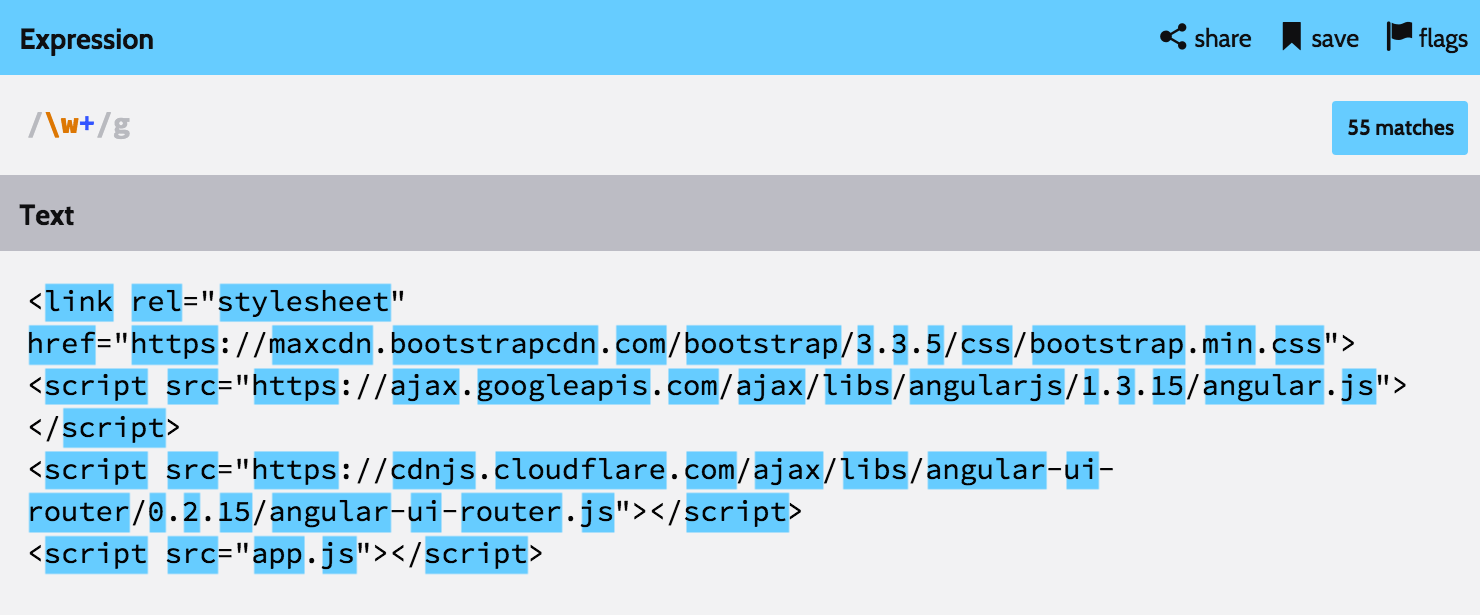 Expression
share save flags
/\w+/g
55 matches
Text
<link rel="stylesheet"
href="https://maxcdn.bootstrapcdn.com/bootstrap/3.3.5/css/bootstrap.min.css">
<script src="https://ajax.googleapis.com/ajax/libs/angularjs/1.3.15/angular.js">
</script>
<script src="https://cdnjs.cloudflare.com/ajax/libs/angular-ui-
router/0.2.15/angular-ui-router.js"></script>
<script src="app.js"></script>